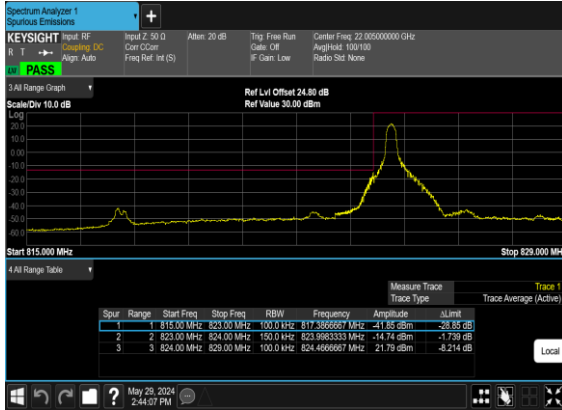 Spectrum Analyzer 1
Spurious Emissions
+
KEYSIGHT Input: RF Input Z: 50 Ω Atten: 20 dB Trig: Free Run Center Freq: 22.005000000 GHz
R T Coupling: DC Corr CCorr Gate: Off Avg|Hold: 100/100
Align: Auto Freq Ref: Int (S) IF Gain: Low Radio Std: None
PASS
3 All Range Graph Ref Lvl Offset 24.80 dB
Scale/Div 10.0 dB Ref Value 30.00 dBm
Log
20.0
10.0
0.00
-10.0
-20.0
-30.0
-40.0
-50.0
-60.0
Start 815.000 MHz Stop 829.000 MH
4 All Range Table
Measure Trace Trace 1
Trace Type Trace Average (Active)
Spur Range Start Freq Stop Freq RBW Frequency Amplitude ΔLimit
1 1 815.00 MHz 823.00 MHz 100.0 kHz 817.3866667 MHz -41.85 dBm -28.85 dB
2 2 823.00 MHz 824.00 MHz 150.0 kHz 823.9983333 MHz -14.74 dBm -1.739 dB
3 3 824.00 MHz 829.00 MHz 100.0 kHz 824.4666667 MHz 21.79 dBm -8.214 dB
Local
? May 29, 2024
2:44:07 PM